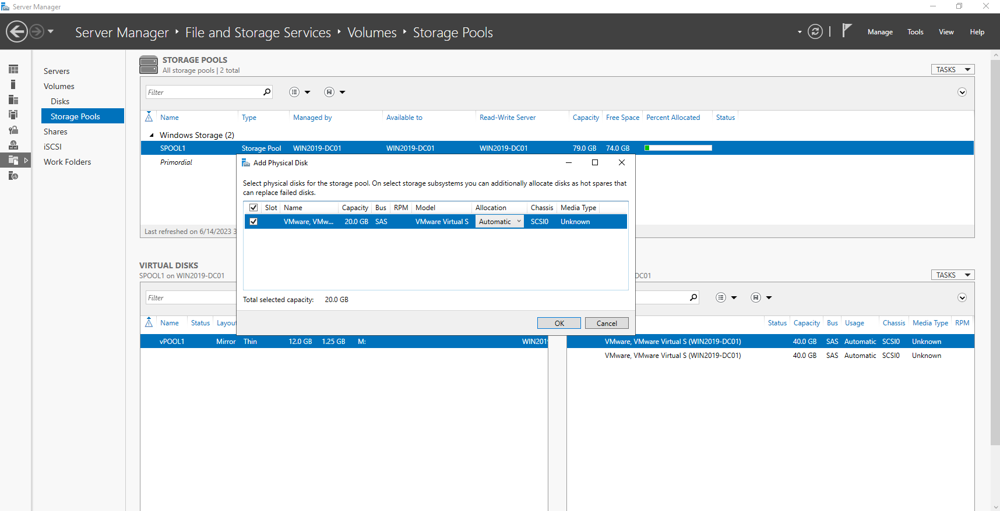 Server Manager
Server Manager • File and Storage Services • Volumes • Storage Pools
Manage Tools View Help
Servers
Volumes
Disks
Storage Pools
Shares
iSCSI
Work Folders
STORAGE POOLS
All storage pools | 2 total
TASKS
Filter
Name Type Managed by Available to Read-Write Server Capacity Free Space Percent Allocated Status
Windows Storage (2)
SPOOL1 Storage Pool WIN2019-DC01 WIN2019-DC01 WIN2019-DC01 79.0 GB 74.0 GB
Primordial
Last refreshed on 6/14/2023 3
Add Physical Disk
Select physical disks for the storage pool. On select storage subsystems you can additionally allocate disks as hot spares that
can replace failed disks.
Slot Name Capacity Bus RPM Model Allocation Chassis Media Type
VMware, VMw... 20.0 GB SAS VMware Virtual S Automatic SCSI0 Unknown
Total selected capacity: 20.0 GB
OK Cancel
VIRTUAL DISKS
SPOOL1 on WIN2019-DC01
Filter
Name Status Layout
vPOOL1 Mirror Thin 12.0 GB 1.25 GB M: WIN201
DC01
TASKS
Status Capacity Bus Usage Chassis Media Type RPM
VMware, VMware Virtual S (WIN2019-DC01) 40.0 GB SAS Automatic SCSI0 Unknown
VMware, VMware Virtual S (WIN2019-DC01) 40.0 GB SAS Automatic SCSI0 Unknown